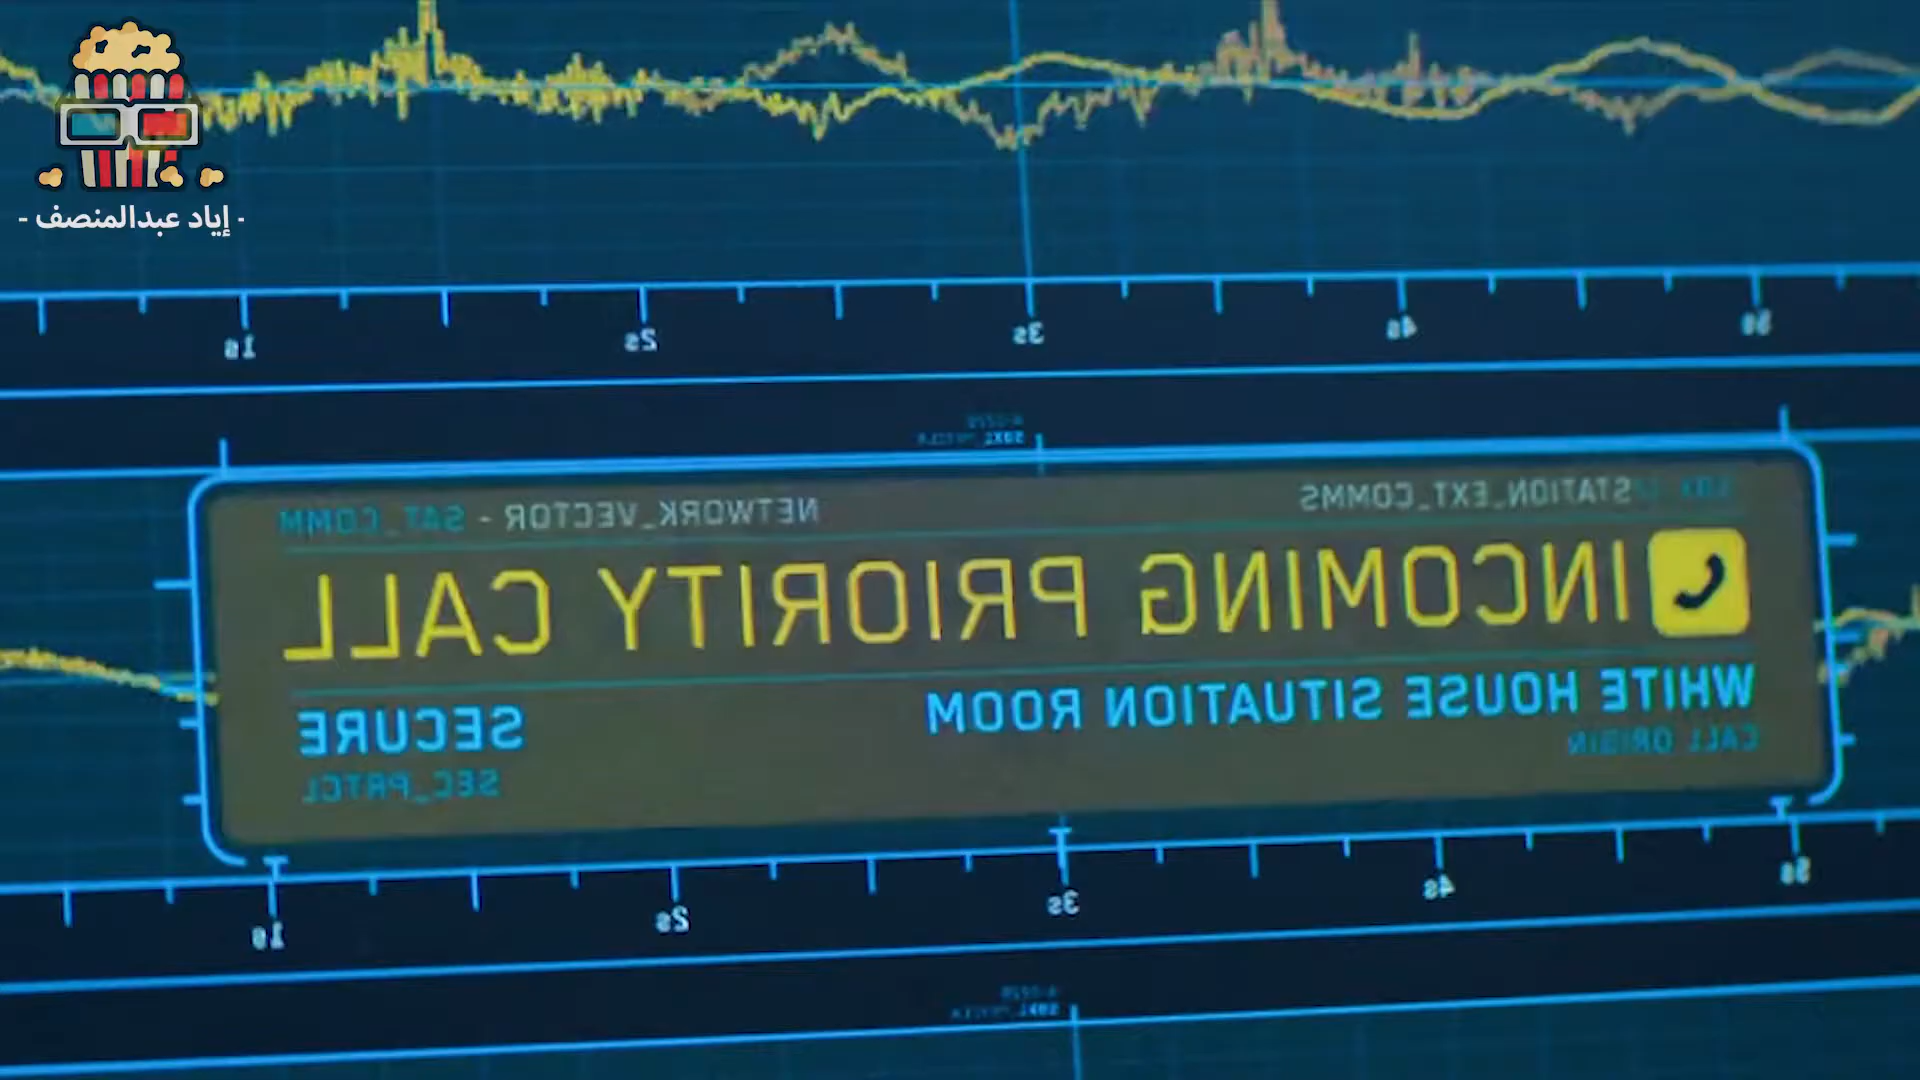 - إياد عبدالمنصف -
1s 2s 3s 4s 5s
STATION_EXT_COMMS NETWORK_VECTOR - SAT_COMM
INCOMING PRIORITY CALL
WHITE HOUSE SITUATION ROOM SECURE
CALL ORIGIN SEC_PRTCL
1s 2s 3s 4s 5s